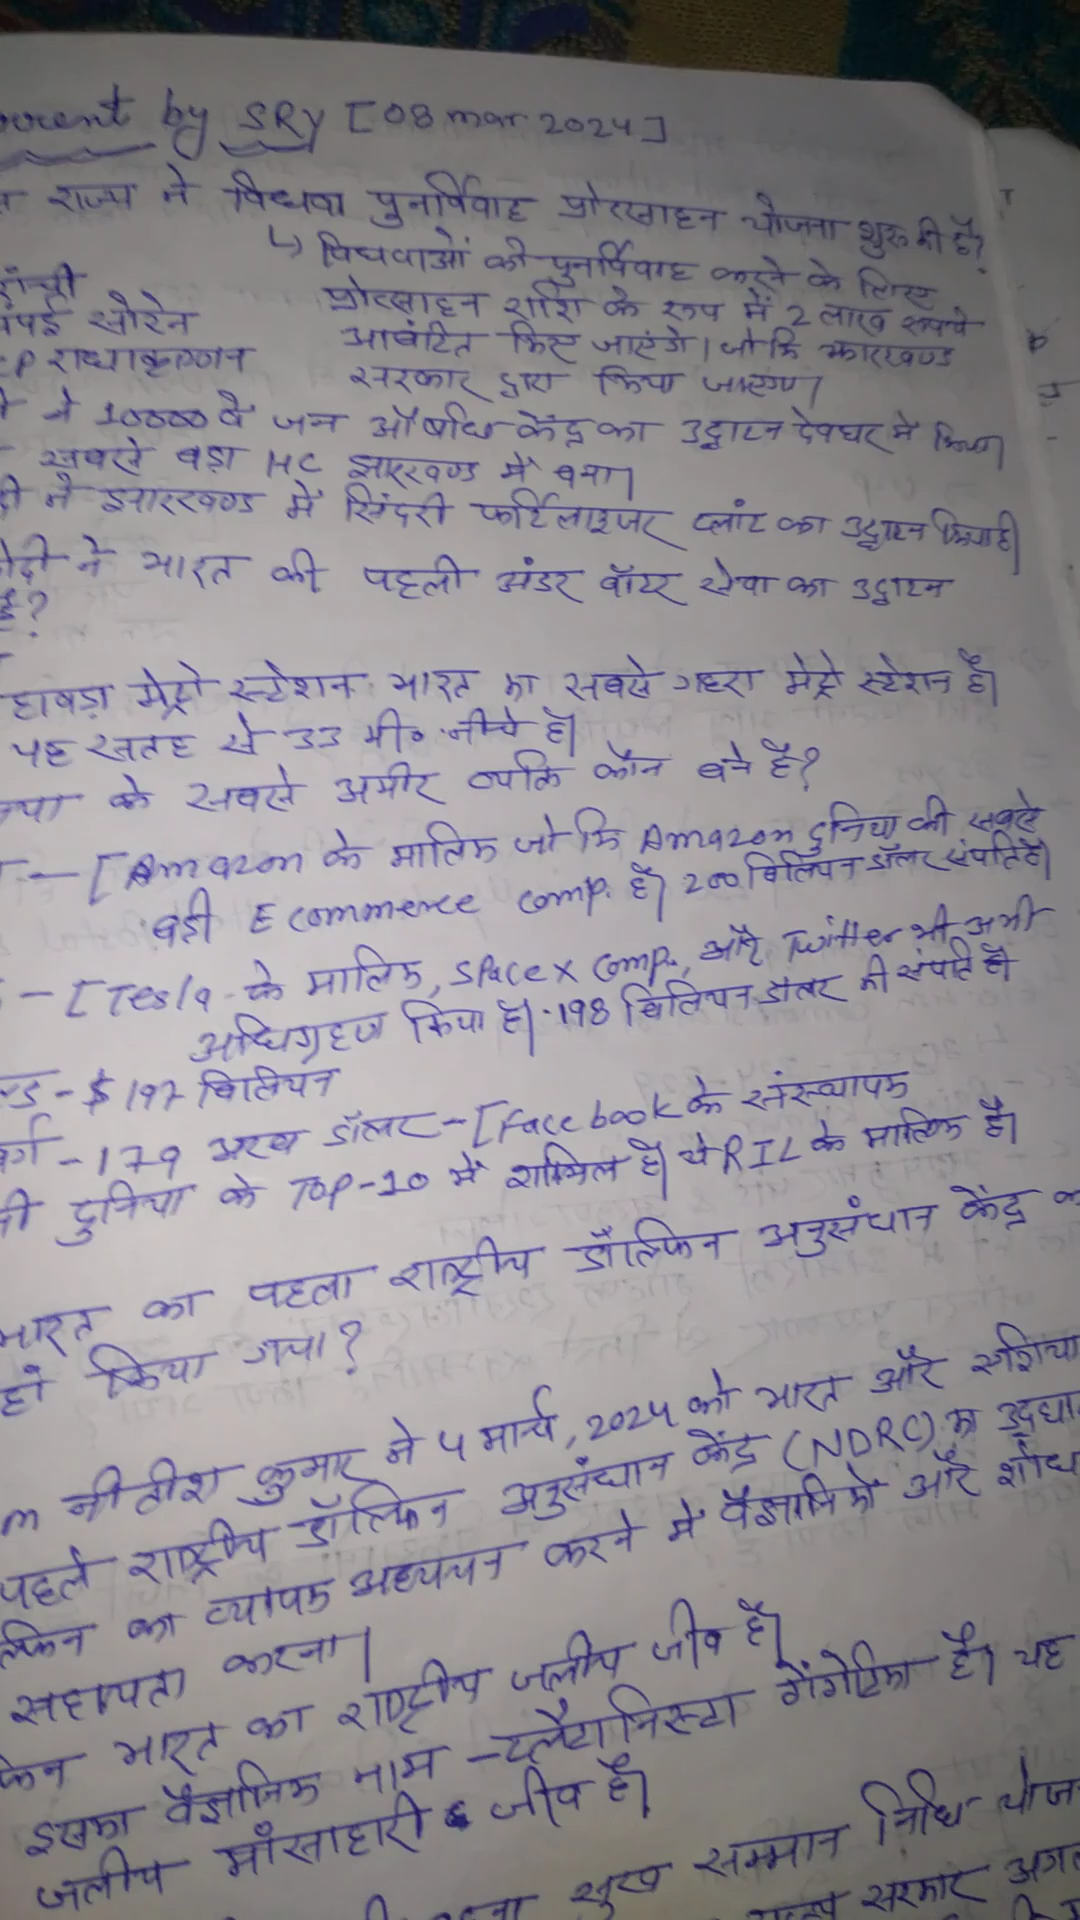 by SRY [08 mar 2024]
राज्य ने विधवा पुनर्विवाह प्रोत्साहन योजना शुरू की है?
↳ विधवाओं को पुनर्विवाह करने के लिए
प्रोत्साहन राशि के रूप में 2 लाख रूपये
सोरेन आवंटित किए जाएंगे। जो कि झारखण्ड
राधाकृष्णन सरकार द्वारा किया जाएगा।
ने 10000 वें जन औषधि केंद्र का उद्घाटन देवघर में किया।
सबसे बड़ा HC झारखण्ड में बना।
ने झारखण्ड में सिंदरी फर्टिलाइजर प्लांट का उद्घाटन किया है।
ने भारत की पहली अंडर वॉटर सेवा का उद्घाटन
है?
हावड़ा मेट्रो स्टेशन भारत का सबसे गहरा मेट्रो स्टेशन है।
यह सतह से 33 मी० नीचे है।
के सबसे अमीर व्यक्ति कौन बने है?
- [Amazon के मालिक जो कि Amazon दुनिया की सबसे
बड़ी E commerce comp. है। 200 बिलियन डॉलर संपति है।
- [Tesla के मालिक, SPace X comp., और Twitter भी अभी
अधिग्रहण किया है। 198 बिलियन डॉलर की संपति है।
- $ 197 बिलियन
- 179 अरब डॉलर - [Facebook के संस्थापक
दुनिया के TOP-10 में शामिल है। ये RIL के मालिक है।
भारत का पहला राष्ट्रीय डॉल्फिन अनुसंधान केंद्र
किया गया?
नीतीश कुमार ने 4 मार्च, 2024 को भारत और एशिया
पहले राष्ट्रीय डॉल्फिन अनुसंधान केंद्र (NDRC) का
का व्यापक अध्ययन करने में वैज्ञानिकों और
सहायता करना।
भारत का राष्ट्रीय जलीय जीव है।
इसका वैज्ञानिक नाम - प्लैटानिस्टा गेंगेटिका है। यह
जलीय माँसाहारी जीव है।
सुख सम्मान निधि
सरकार